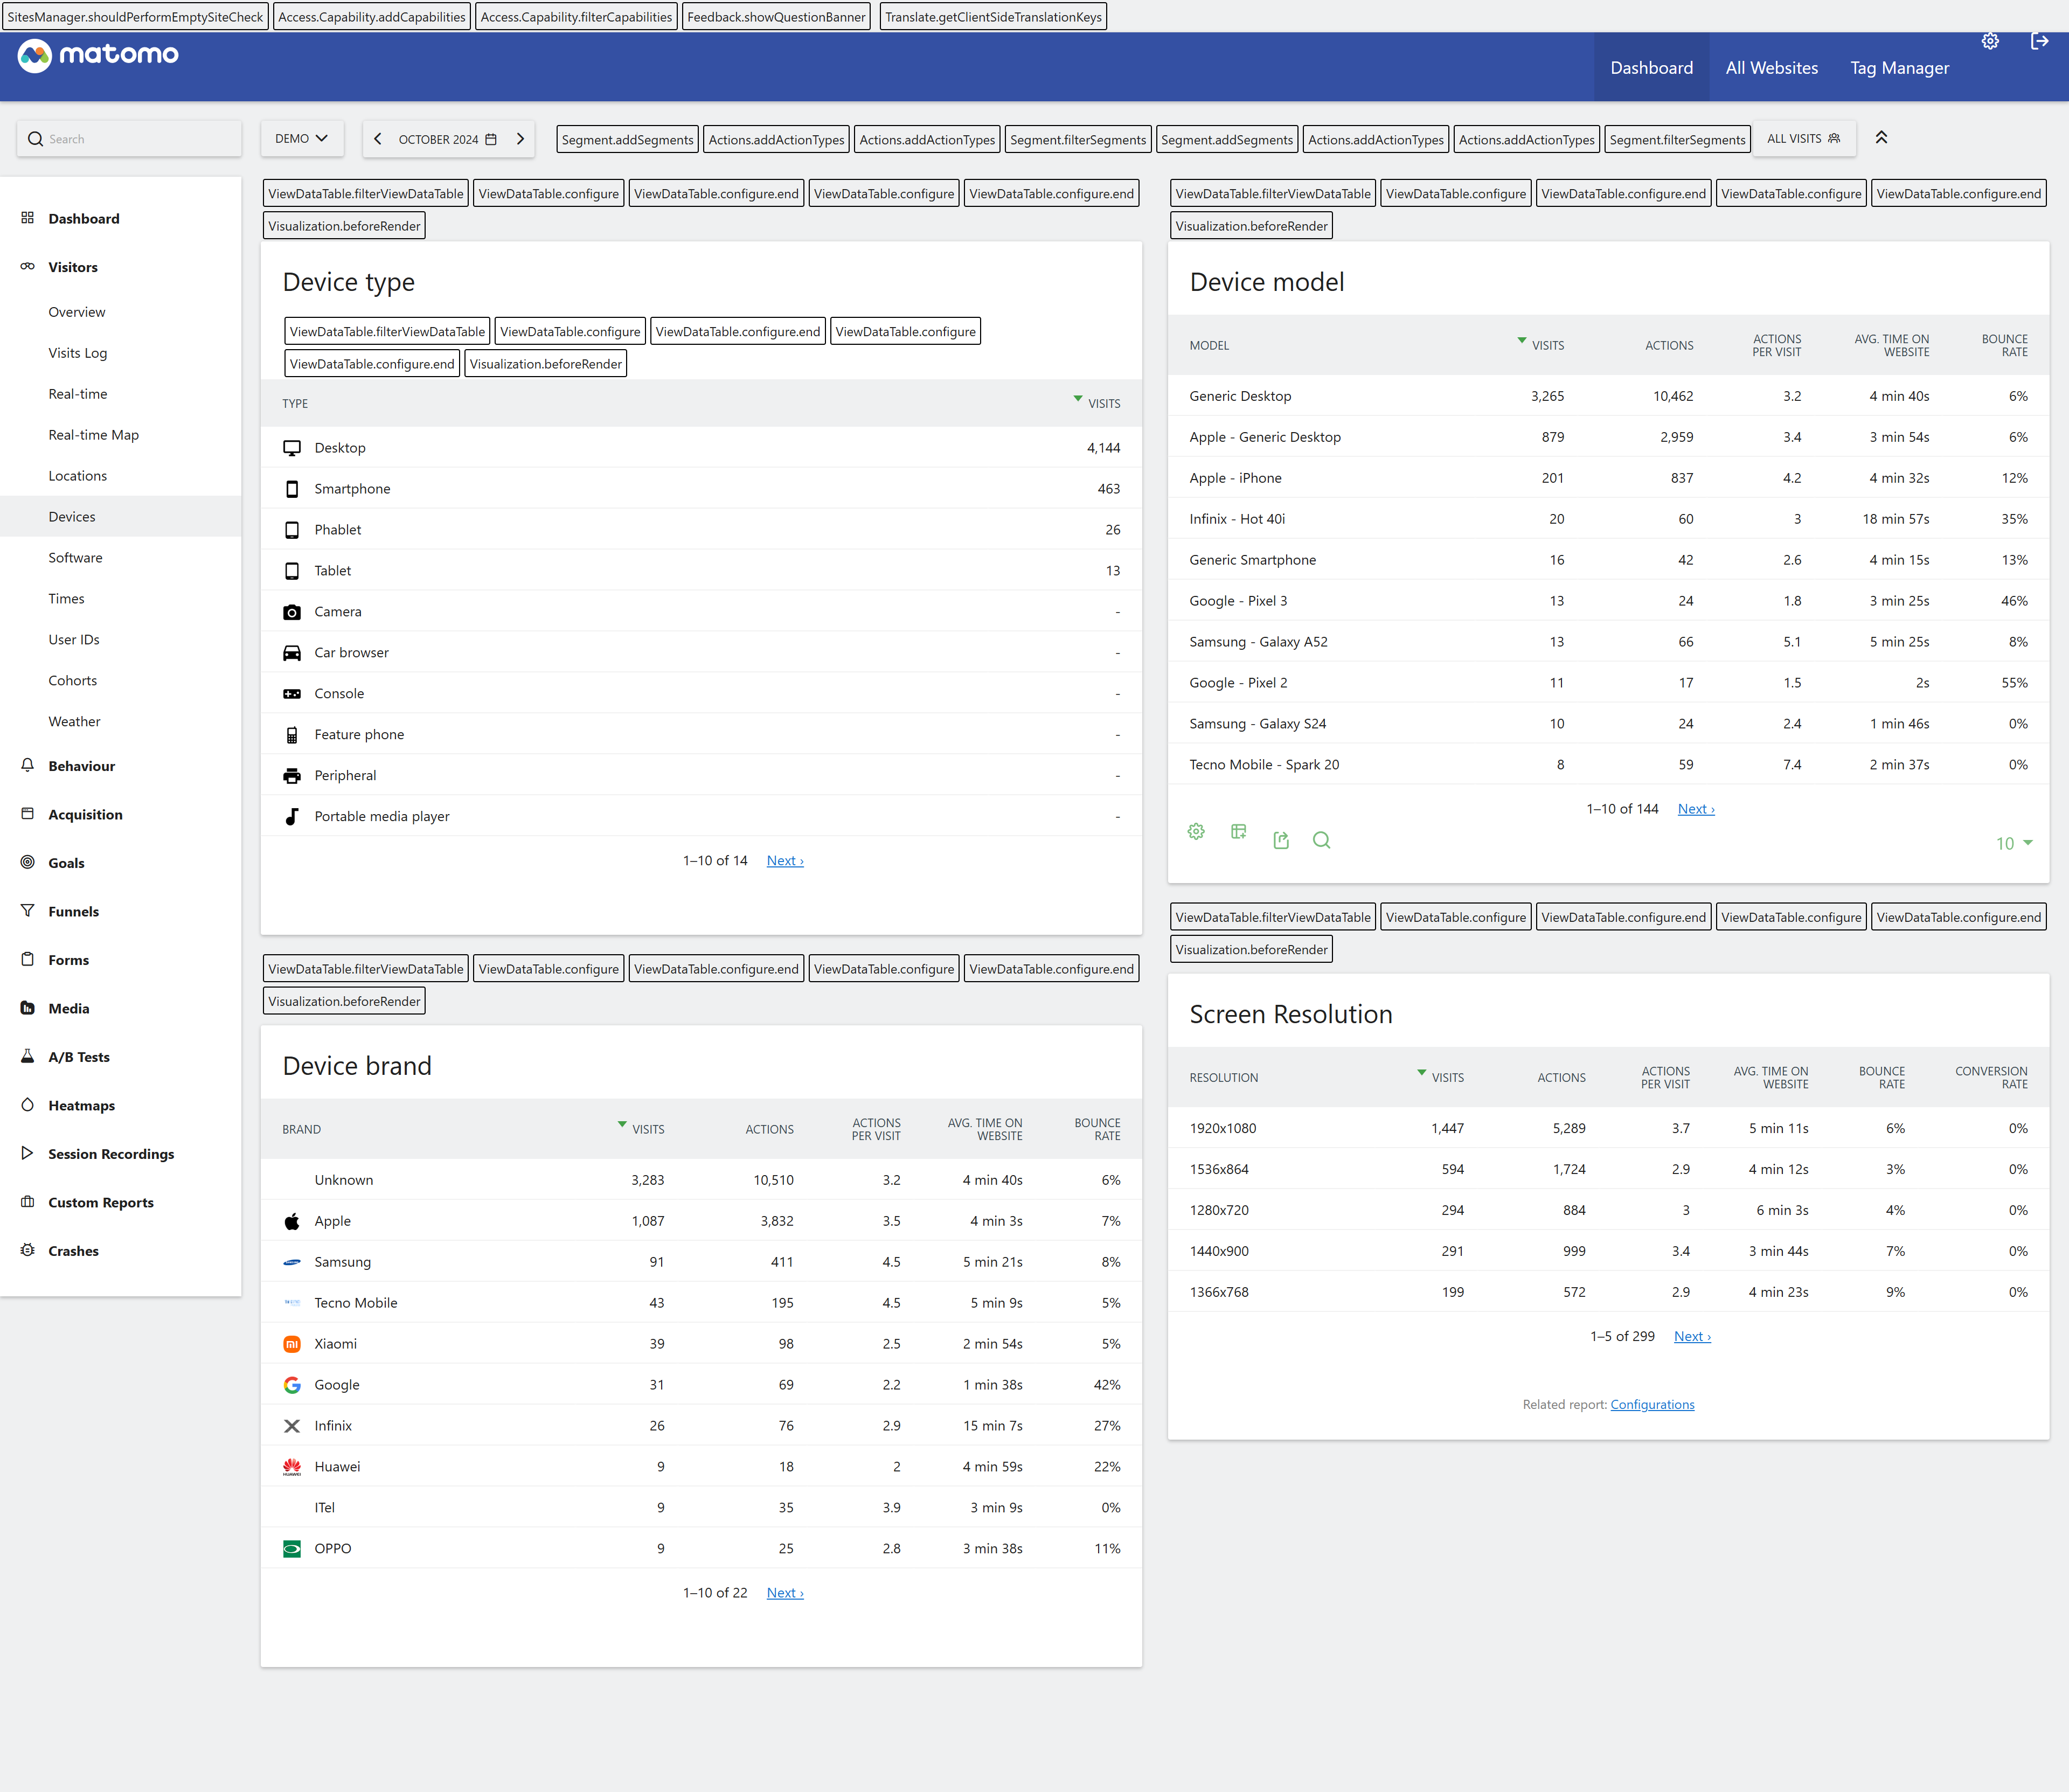 SitesManager.shouldPerformEmptySiteCheck Access.Capability.addCapabilities Access.Capability.filterCapabilities Feedback.showQuestionBanner Translate.getClientSideTranslationKeys
matomo
Dashboard All Websites Tag Manager
Search
DEMO
OCTOBER 2024
Segment.addSegments Actions.addActionTypes Actions.addActionTypes Segment.filterSegments Segment.addSegments Actions.addActionTypes Actions.addActionTypes Segment.filterSegments
ALL VISITS
Dashboard
Visitors
Overview
Visits Log
Real-time
Real-time Map
Locations
Devices
Software
Times
User IDs
Cohorts
Weather
Behaviour
Acquisition
Goals
Funnels
Forms
Media
A/B Tests
Heatmaps
Session Recordings
Custom Reports
Crashes
ViewDataTable.filterViewDataTable ViewDataTable.configure ViewDataTable.configure.end ViewDataTable.configure ViewDataTable.configure.end
Visualization.beforeRender
Device type
ViewDataTable.filterViewDataTable ViewDataTable.configure ViewDataTable.configure.end ViewDataTable.configure
ViewDataTable.configure.end Visualization.beforeRender
TYPE VISITS
Desktop 4,144
Smartphone 463
Phablet 26
Tablet 13
Camera -
Car browser -
Console -
Feature phone -
Peripheral -
Portable media player -
1–10 of 14 Next ›
ViewDataTable.filterViewDataTable ViewDataTable.configure ViewDataTable.configure.end ViewDataTable.configure ViewDataTable.configure.end
Visualization.beforeRender
Device brand
BRAND VISITS ACTIONS ACTIONS PER VISIT AVG. TIME ON WEBSITE BOUNCE RATE
Unknown 3,283 10,510 3.2 4 min 40s 6%
Apple 1,087 3,832 3.5 4 min 3s 7%
Samsung 91 411 4.5 5 min 21s 8%
Tecno Mobile 43 195 4.5 5 min 9s 5%
Xiaomi 39 98 2.5 2 min 54s 5%
Google 31 69 2.2 1 min 38s 42%
Infinix 26 76 2.9 15 min 7s 27%
Huawei 9 18 2 4 min 59s 22%
ITel 9 35 3.9 3 min 9s 0%
OPPO 9 25 2.8 3 min 38s 11%
1–10 of 22 Next ›
ViewDataTable.filterViewDataTable ViewDataTable.configure ViewDataTable.configure.end ViewDataTable.configure ViewDataTable.configure.end
Visualization.beforeRender
Device model
MODEL VISITS ACTIONS ACTIONS PER VISIT AVG. TIME ON WEBSITE BOUNCE RATE
Generic Desktop 3,265 10,462 3.2 4 min 40s 6%
Apple - Generic Desktop 879 2,959 3.4 3 min 54s 6%
Apple - iPhone 201 837 4.2 4 min 32s 12%
Infinix - Hot 40i 20 60 3 18 min 57s 35%
Generic Smartphone 16 42 2.6 4 min 15s 13%
Google - Pixel 3 13 24 1.8 3 min 25s 46%
Samsung - Galaxy A52 13 66 5.1 5 min 25s 8%
Google - Pixel 2 11 17 1.5 2s 55%
Samsung - Galaxy S24 10 24 2.4 1 min 46s 0%
Tecno Mobile - Spark 20 8 59 7.4 2 min 37s 0%
1–10 of 144 Next ›
10
ViewDataTable.filterViewDataTable ViewDataTable.configure ViewDataTable.configure.end ViewDataTable.configure ViewDataTable.configure.end
Visualization.beforeRender
Screen Resolution
RESOLUTION VISITS ACTIONS ACTIONS PER VISIT AVG. TIME ON WEBSITE BOUNCE RATE CONVERSION RATE
1920x1080 1,447 5,289 3.7 5 min 11s 6% 0%
1536x864 594 1,724 2.9 4 min 12s 3% 0%
1280x720 294 884 3 6 min 3s 4% 0%
1440x900 291 999 3.4 3 min 44s 7% 0%
1366x768 199 572 2.9 4 min 23s 9% 0%
1–5 of 299 Next ›
Related report: Configurations